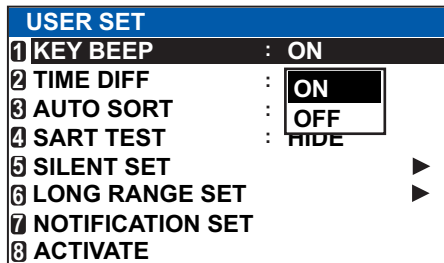 USER SET
1 KEY BEEP : ON
2 TIME DIFF : ON
3 AUTO SORT : OFF
4 SART TEST : HIDE
5 SILENT SET ▶
6 LONG RANGE SET ▶
7 NOTIFICATION SET
8 ACTIVATE